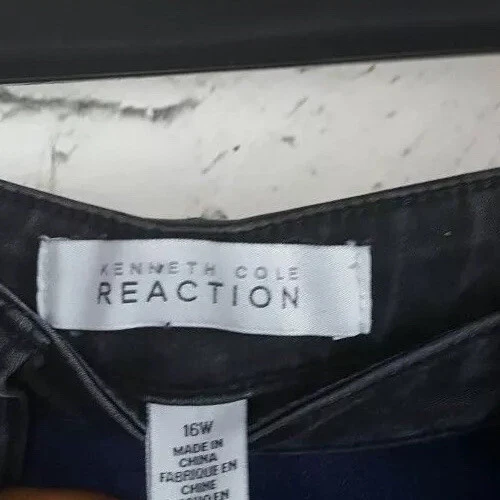 KENNETH COLE
REACTION
16W
MADE IN
CHINA
FABRIQUE EN
CHINE